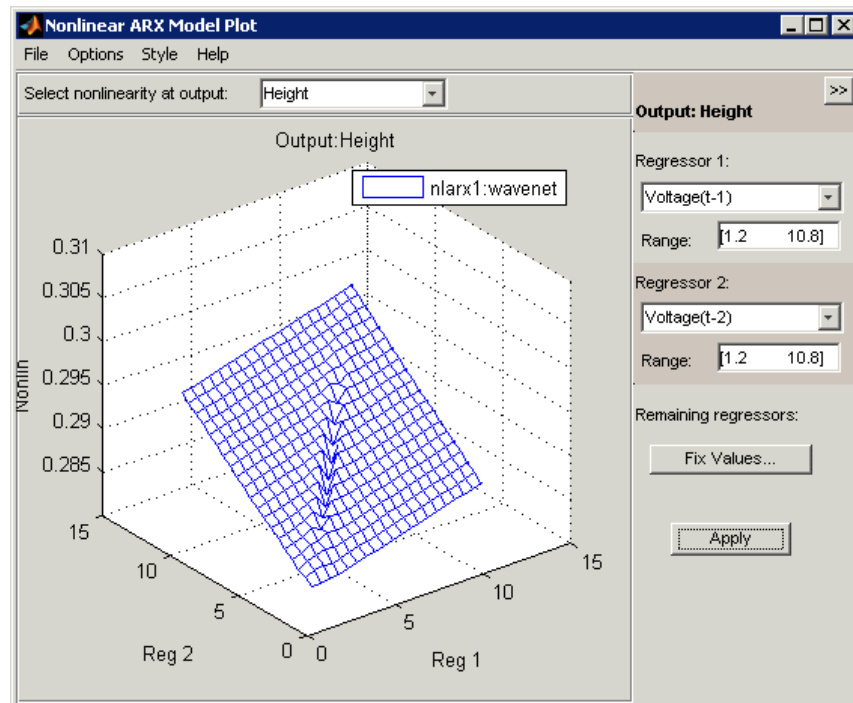 Nonlinear ARX Model Plot
File Options Style Help
Select nonlinearity at output: Height
>>
Output: Height
Output:Height
nlarx1:wavenet
Regressor 1:
Voltage(t-1)
Range: [1.2 10.8]
Regressor 2:
Voltage(t-2)
Range: [1.2 10.8]
Remaining regressors:
Fix Values...
Apply
0.31
0.305
0.3
0.295
0.29
0.285
Nonlin
15
10
5
0
Reg 2
0
5
10
15
Reg 1